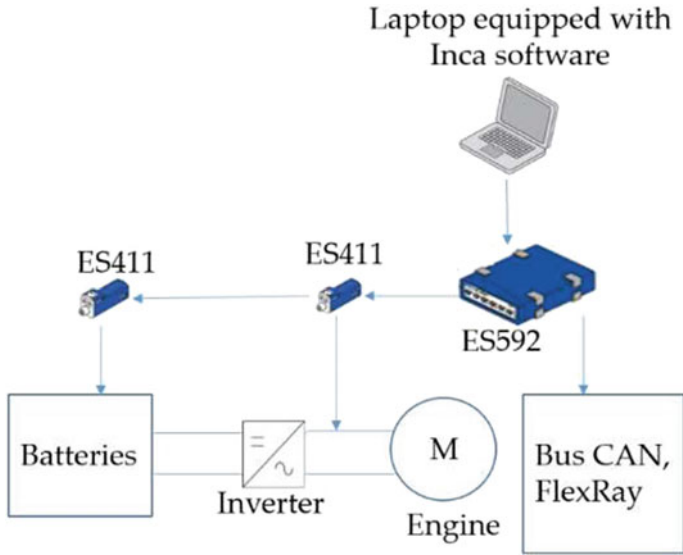 Laptop equipped with
Inca software
ES411
ES411
ES592
Batteries
Inverter
M
Engine
Bus CAN,
FlexRay